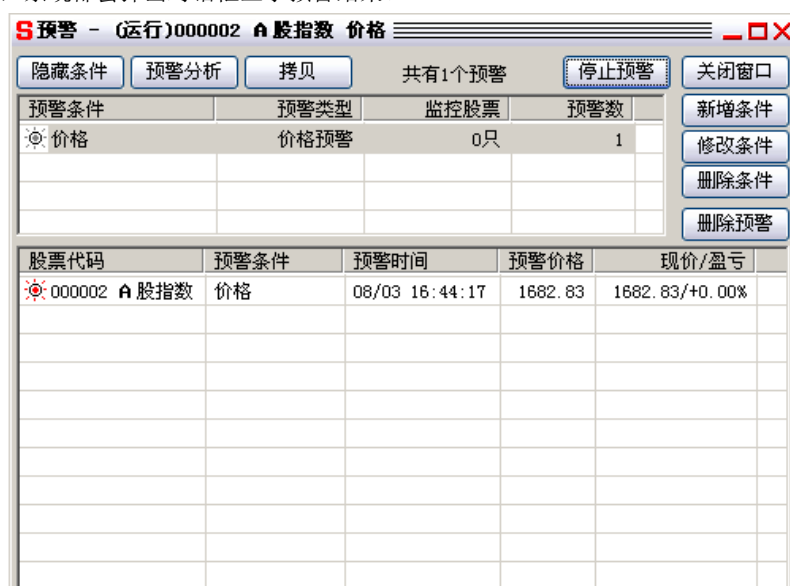 S预警 - (运行)000002 A股指数 价格
隐藏条件 预警分析 拷贝 共有1个预警 停止预警 关闭窗口
预警条件 预警类型 监控股票 预警数 新增条件
价格 价格预警 0只 1 修改条件
删除条件
删除预警
股票代码 预警条件 预警时间 预警价格 现价/盈亏
000002 A股指数 价格 08/03 16:44:17 1682.83 1682.83/+0.00%